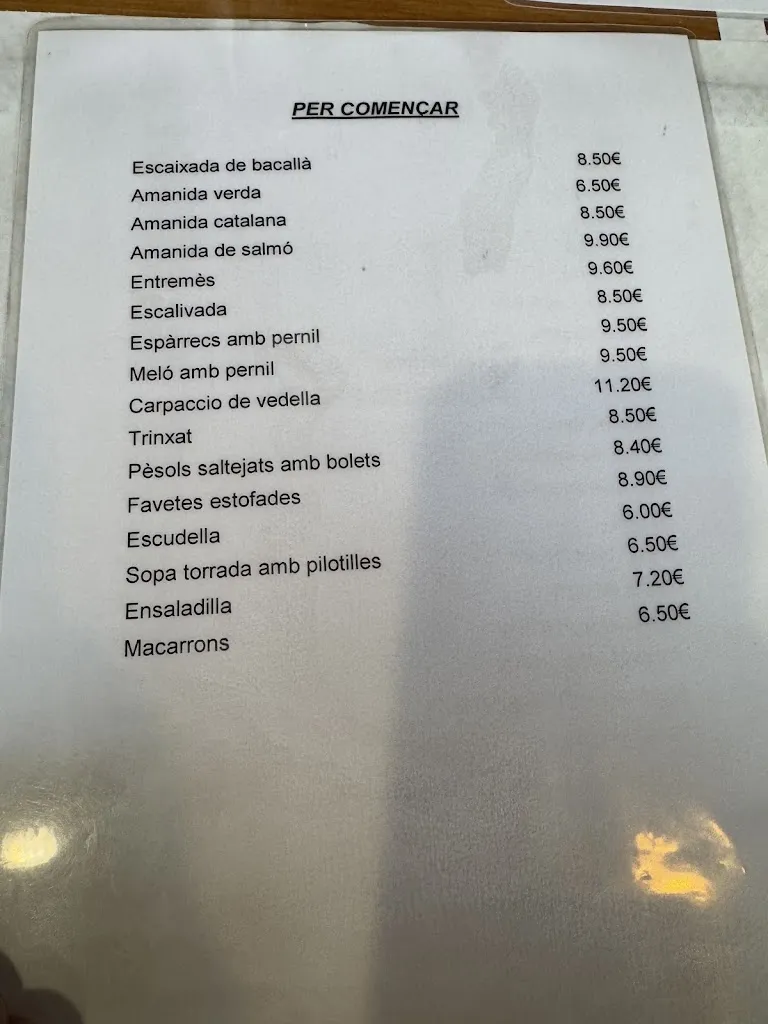 PER COMENÇAR
Escaixada de bacallà 8.50€
Amanida verda 6.50€
Amanida catalana 8.50€
Amanida de salmó 9.90€
Entremès 9.60€
Escalivada 8.50€
Espàrrecs amb pernil 9.50€
Meló amb pernil 9.50€
Carpaccio de vedella 11.20€
Trinxat 8.50€
Pèsols saltejats amb bolets 8.40€
Favetes estofades 8.90€
Escudella 6.00€
Sopa torrada amb pilotilles 6.50€
Ensaladilla 7.20€
Macarrons 6.50€